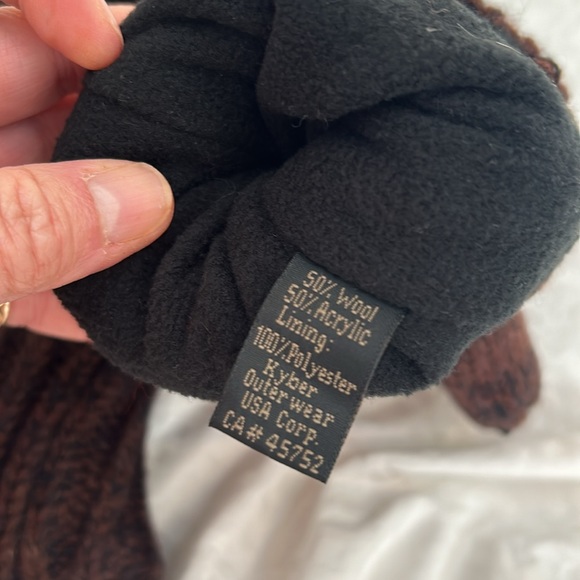 50% Wool
50% Acrylic
Lining:
100% Polyester
Kyber
Outerwear
USA Corp.
CA# 45752